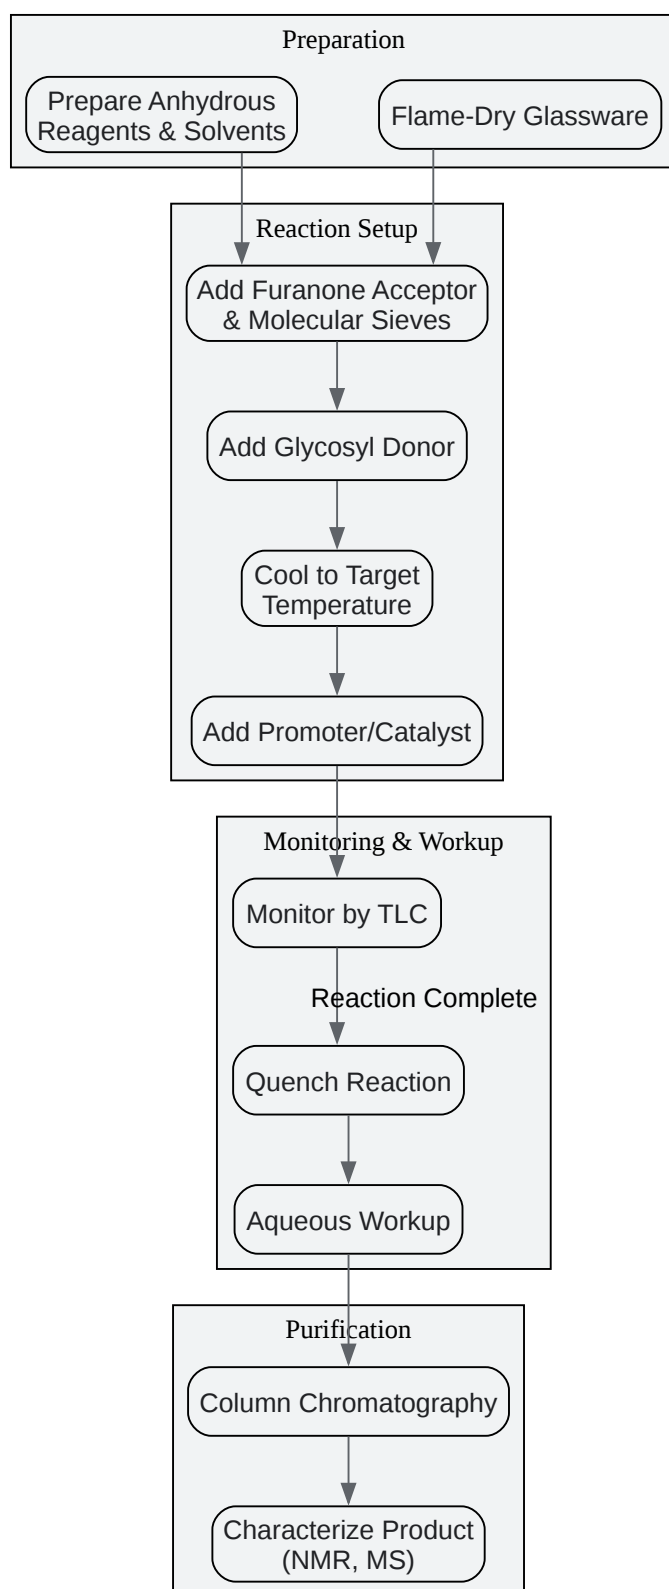 Preparation
Prepare Anhydrous
Reagents & Solvents
Flame-Dry Glassware
Reaction Setup
Add Furanone Acceptor
& Molecular Sieves
Add Glycosyl Donor
Cool to Target
Temperature
Add Promoter/Catalyst
Monitoring & Workup
Monitor by TLC
Reaction Complete
Quench Reaction
Aqueous Workup
Purification
Column Chromatography
Characterize Product
(NMR, MS)